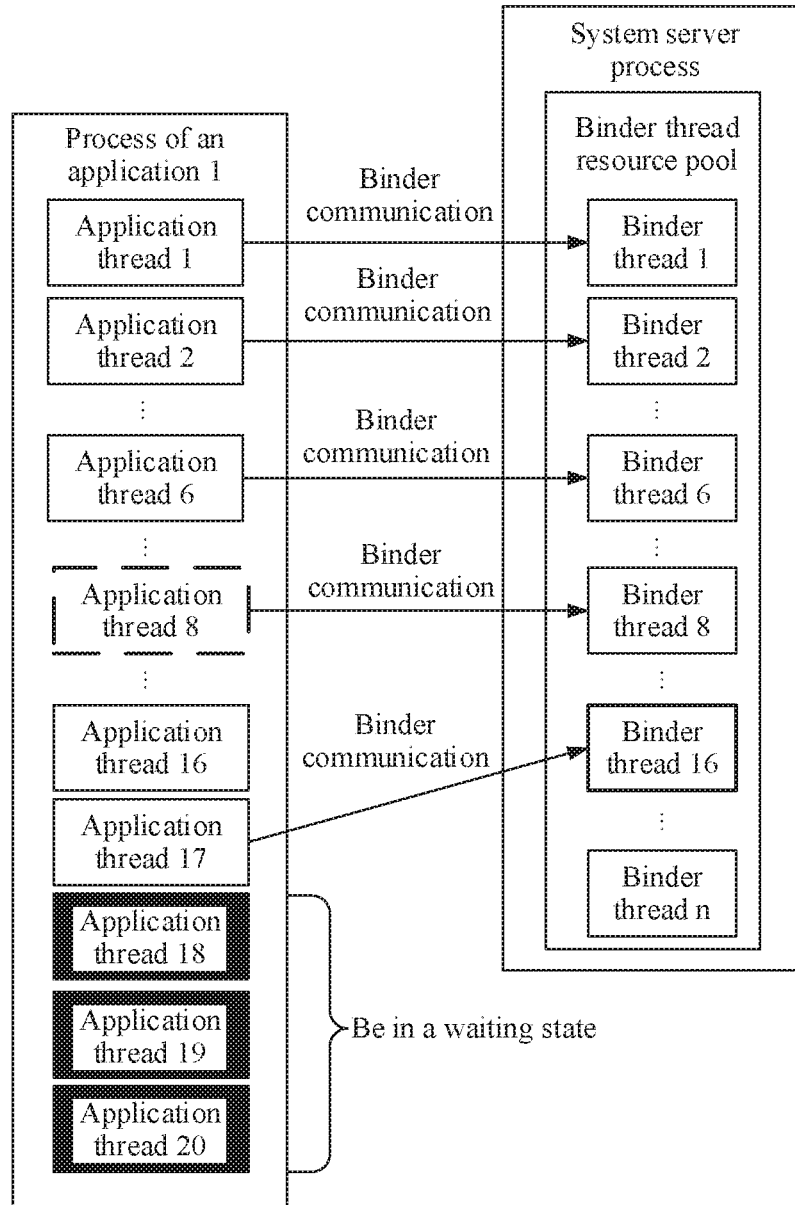 System server
process
Process of an
application 1
Binder thread
resource pool
Binder
communication
Application
thread 1
Binder
thread 1
Binder
communication
Application
thread 2
Binder
thread 2
⋮
⋮
Binder
communication
Application
thread 6
Binder
thread 6
⋮
⋮
Binder
communication
Application
thread 8
Binder
thread 8
⋮
⋮
Binder
communication
Application
thread 16
Binder
thread 16
Application
thread 17
⋮
Binder
thread n
Application
thread 18
Application
thread 19
Be in a waiting state
Application
thread 20